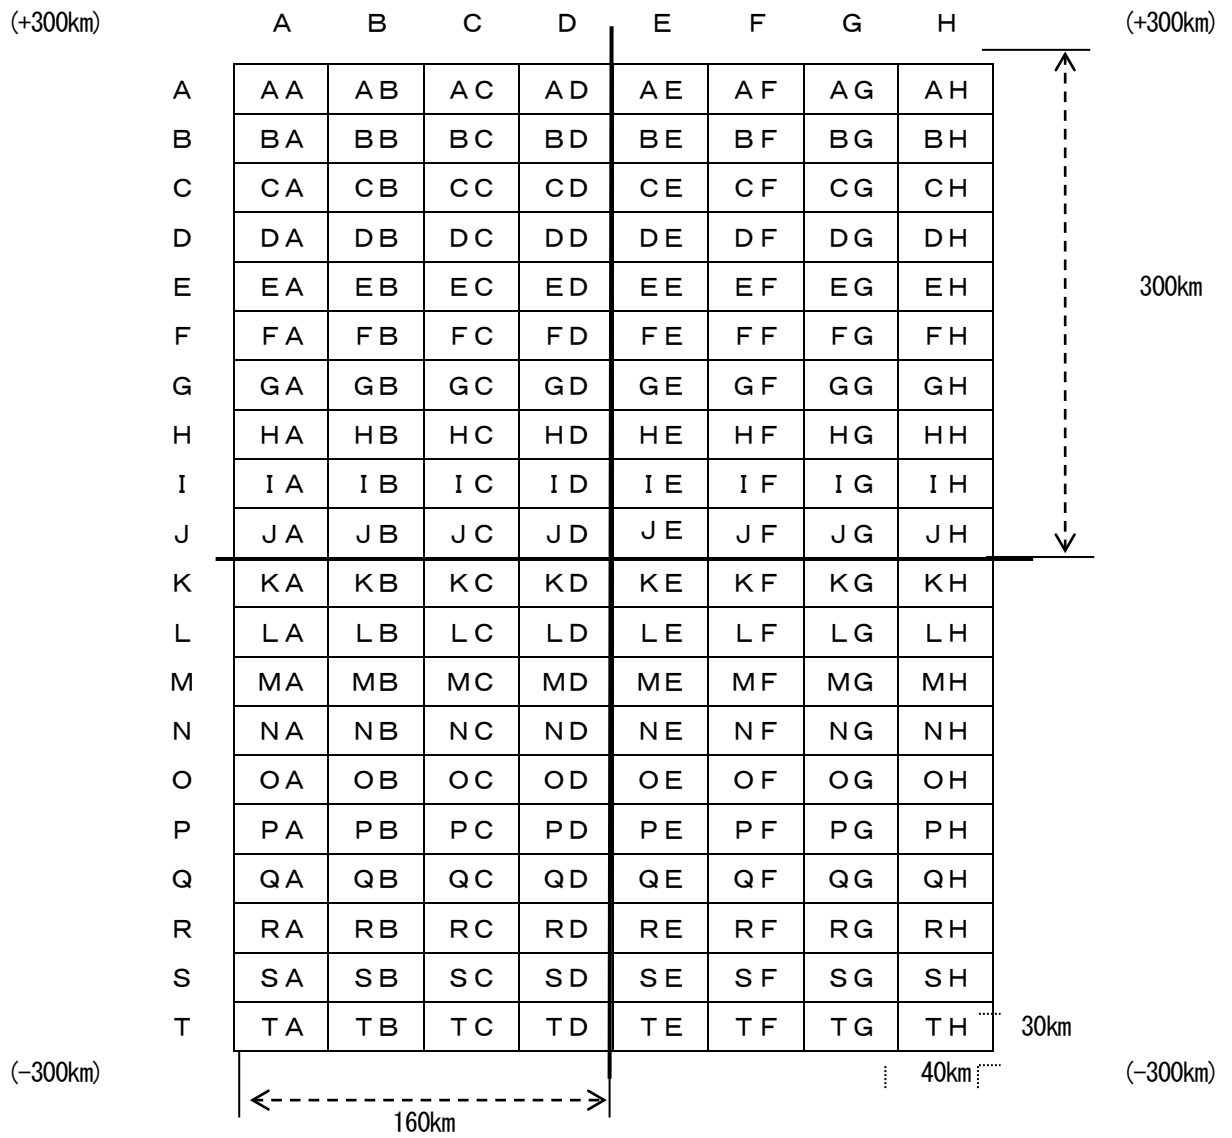 (+300km) A B C D E F G H (+300km)
A AA AB AC AD AE AF AG AH
B BA BB BC BD BE BF BG BH
C CA CB CC CD CE CF CG CH
D DA DB DC DD DE DF DG DH
E EA EB EC ED EE EF EG EH 300km
F FA FB FC FD FE FF FG FH
G GA GB GC GD GE GF GG GH
H HA HB HC HD HE HF HG HH
I IA IB IC ID IE IF IG IH
J JA JB JC JD JE JF JG JH
K KA KB KC KD KE KF KG KH
L LA LB LC LD LE LF LG LH
M MA MB MC MD ME MF MG MH
N NA NB NC ND NE NF NG NH
O OA OB OC OD OE OF OG OH
P PA PB PC PD PE PF PG PH
Q QA QB QC QD QE QF QG QH
R RA RB RC RD RE RF RG RH
S SA SB SC SD SE SF SG SH
T TA TB TC TD TE TF TG TH 30km
(-300km) 40km (-300km)
160km